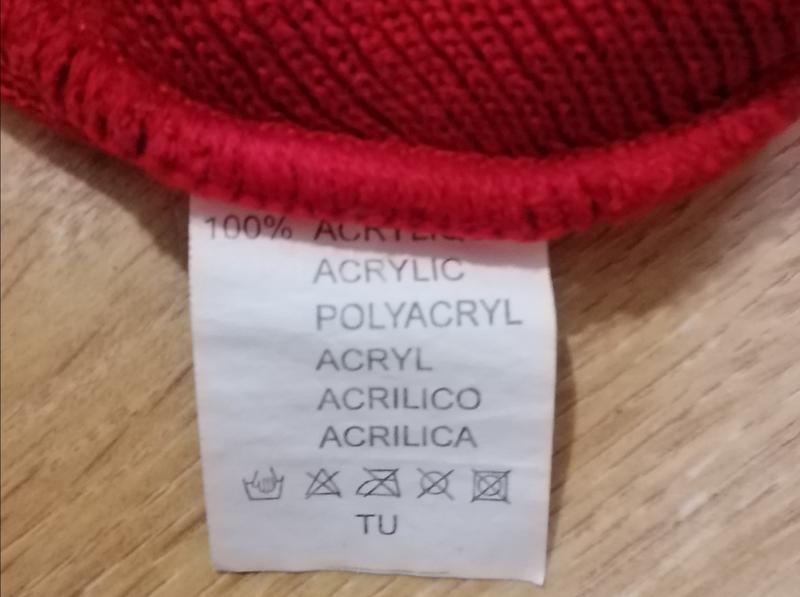 100%
ACRYLIC
POLYACRYL
ACRYL
ACRILICO
ACRILICA
TU